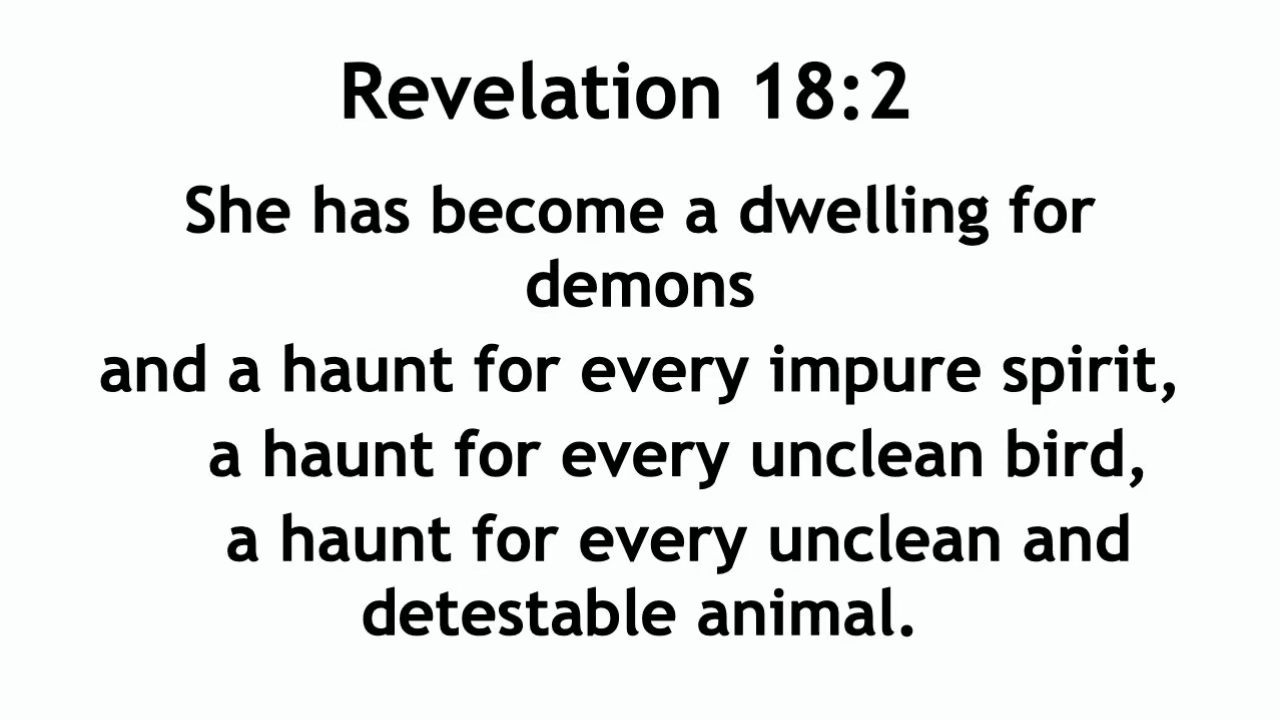 Revelation 18:2
She has become a dwelling for
demons
and a haunt for every impure spirit,
a haunt for every unclean bird,
a haunt for every unclean and
detestable animal.